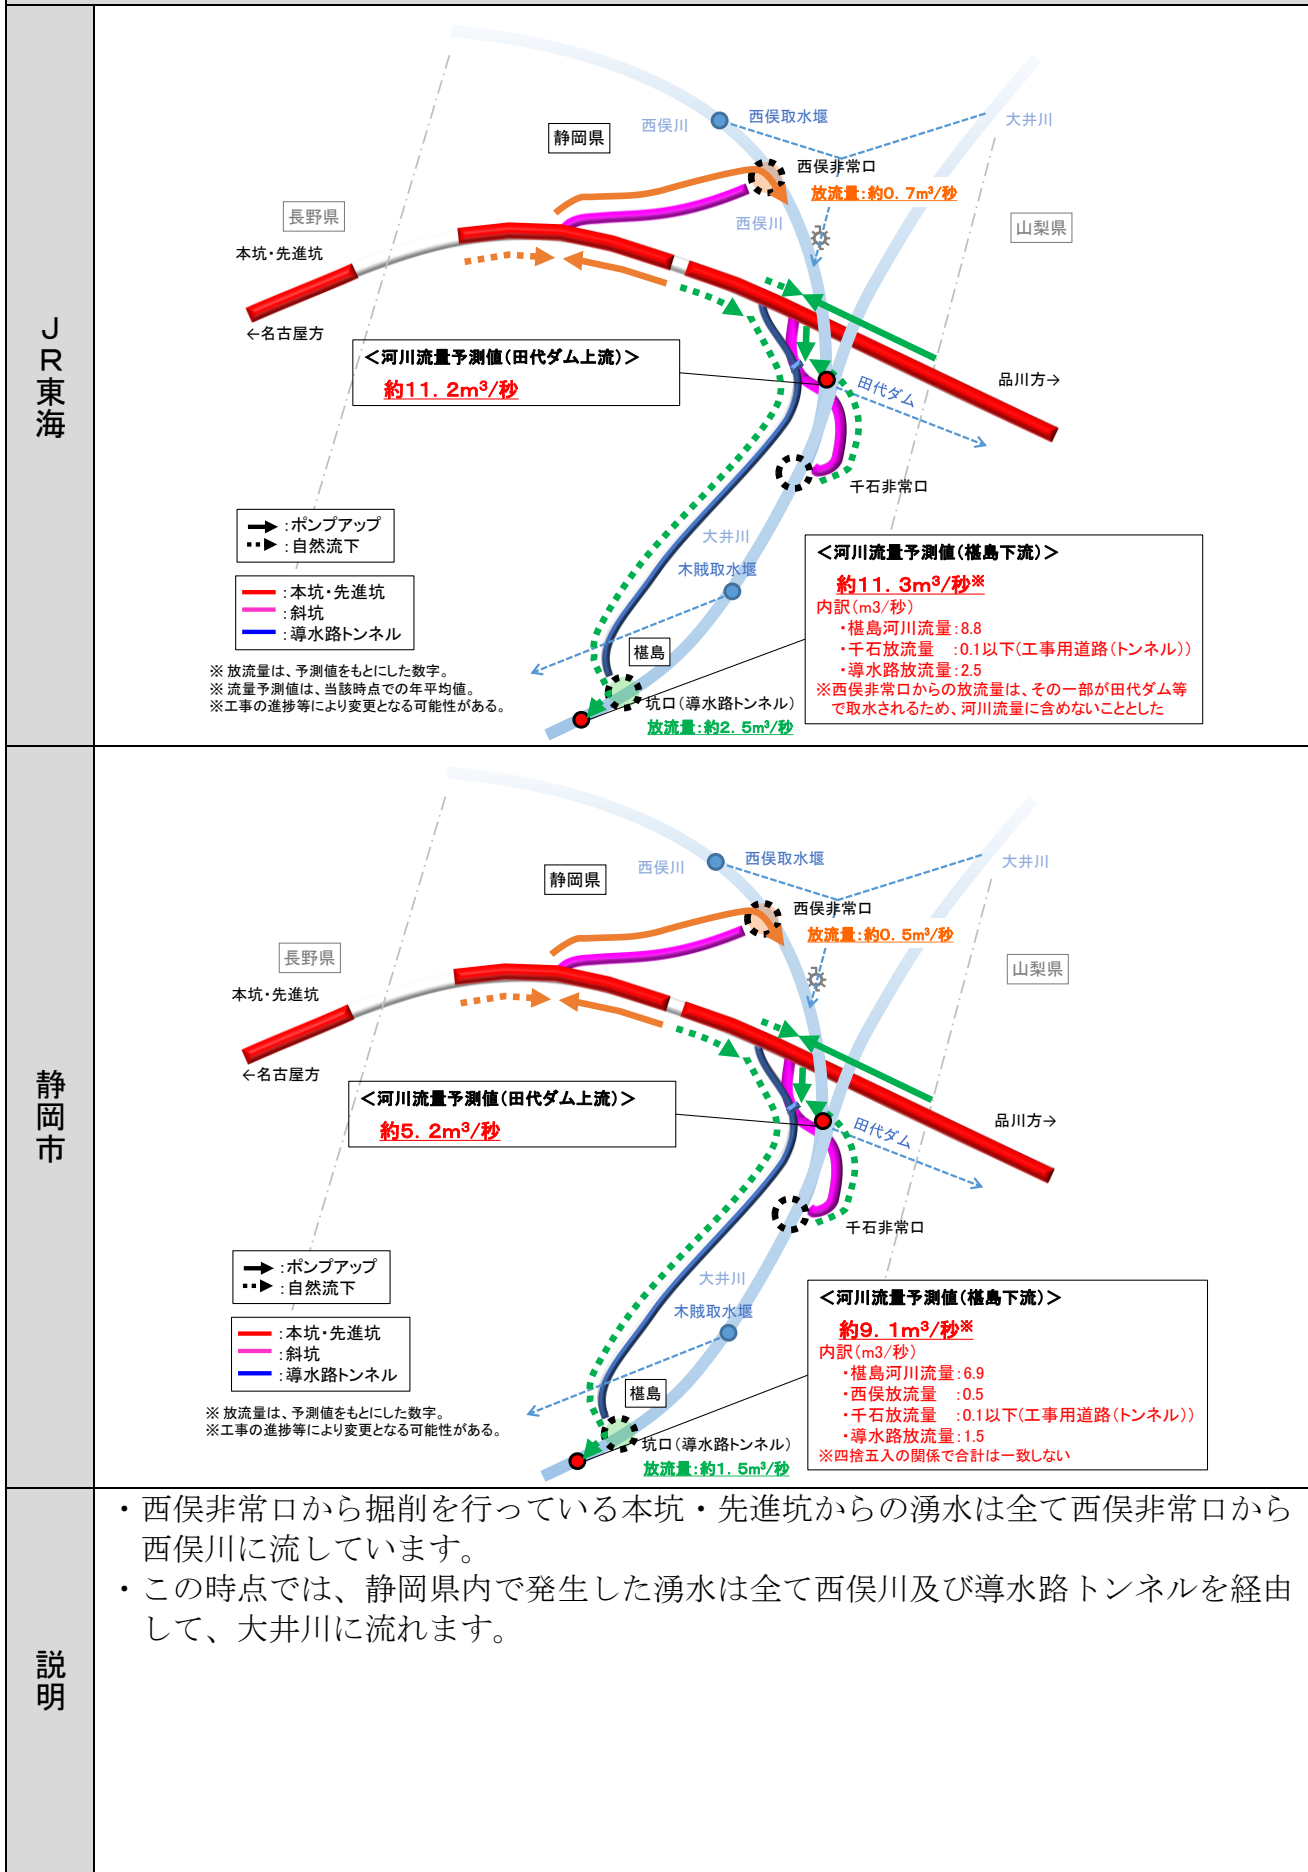 JR東海
西俣川
西俣取水堰
大井川
静岡県
西俣非常口
放流量:約0.7m³/秒
長野県
西俣川
山梨県
本坑・先進坑
←名古屋方
<河川流量予測値(田代ダム上流)>
約11.2m³/秒
田代ダム
品川方→
千石非常口
➡:ポンプアップ
:自然流下
大井川
木賊取水堰
:本坑・先進坑
:斜坑
:導水路トンネル
椹島
<河川流量予測値(椹島下流)>
約11.3m³/秒※
内訳(m3/秒)
・椹島河川流量:8.8
・千石放流量 :0.1以下(工事用道路(トンネル))
・導水路放流量:2.5
※西俣非常口からの放流量は、その一部が田代ダム等
で取水されるため、河川流量に含めないこととした
※ 放流量は、予測値をもとにした数字。
※ 流量予測値は、当該時点での年平均値。
※工事の進捗等により変更となる可能性がある。
坑口(導水路トンネル)
放流量:約2.5m³/秒
静岡市
西俣川
西俣取水堰
大井川
静岡県
西俣非常口
放流量:約0.5m³/秒
長野県
山梨県
本坑・先進坑
←名古屋方
<河川流量予測値(田代ダム上流)>
約5.2m³/秒
田代ダム
品川方→
千石非常口
:ポンプアップ
:自然流下
大井川
木賊取水堰
:本坑・先進坑
:斜坑
:導水路トンネル
椹島
<河川流量予測値(椹島下流)>
約9.1m³/秒※
内訳(m3/秒)
・椹島河川流量:6.9
・西俣放流量 :0.5
・千石放流量 :0.1以下(工事用道路(トンネル))
・導水路放流量:1.5
※四捨五入の関係で合計は一致しない
※ 放流量は、予測値をもとにした数字。
※工事の進捗等により変更となる可能性がある。
坑口(導水路トンネル)
放流量:約1.5m³/秒
説明
・西俣非常口から掘削を行っている本坑・先進坑からの湧水は全て西俣非常口から
西俣川に流しています。
・この時点では、静岡県内で発生した湧水は全て西俣川及び導水路トンネルを経由
して、大井川に流れます。